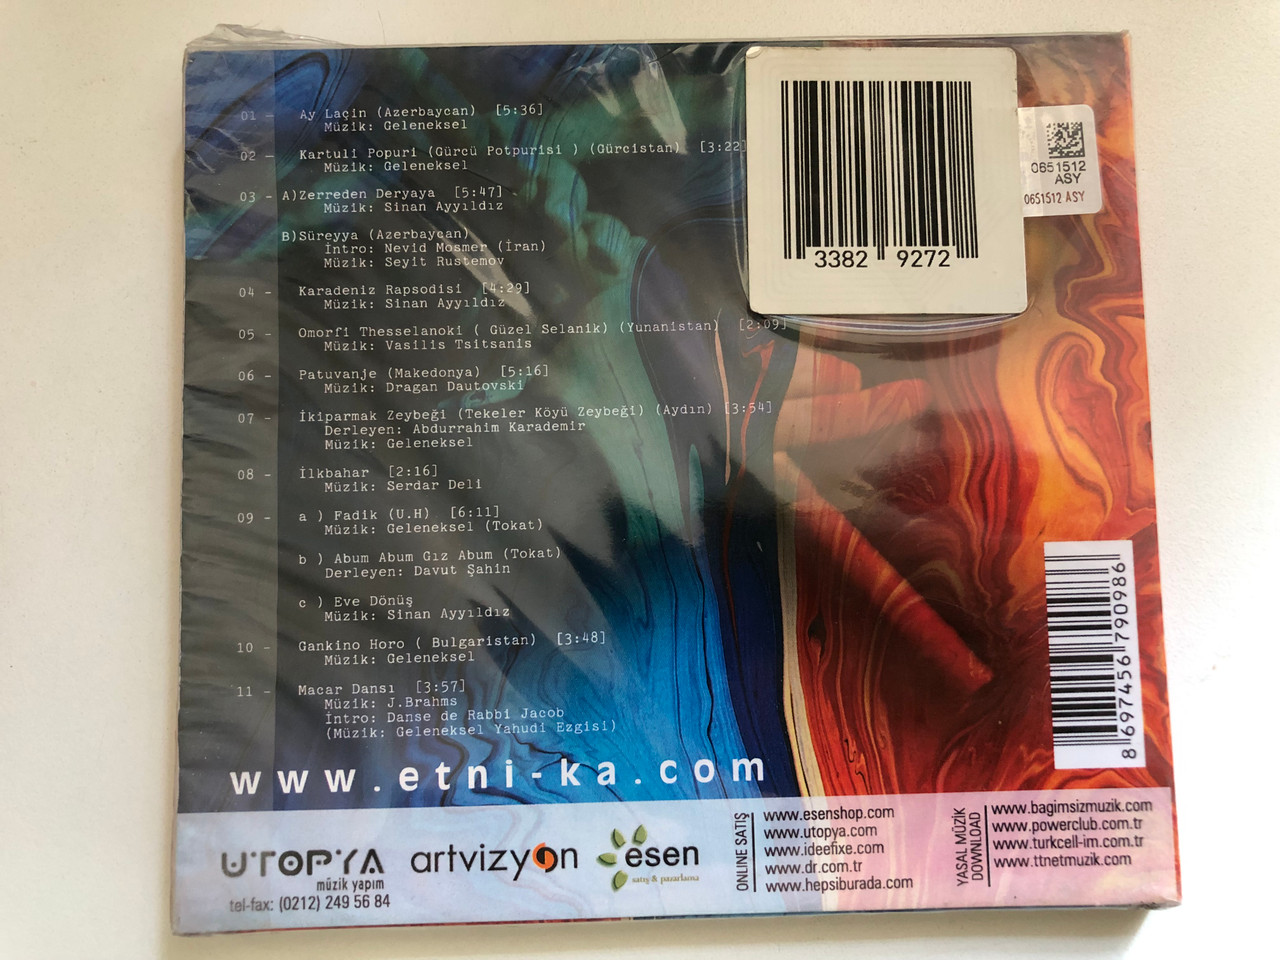 01 - Ay Laçin (Azerbaycan) [5:36]
Müzik: Geleneksel
02 - Kartuli Popuri (Gürcü Potpurisi ) (Gürcistan) [3:22]
Müzik: Geleneksel
03 - A)Zerreden Deryaya [5:47]
Müzik: Sinan Ayyıldız
B)Süreyya (Azerbaycan)
İntro: Nevid Mosmer (İran)
Müzik: Seyit Rustemov
04 - Karadeniz Rapsodisi [4:29]
Müzik: Sinan Ayyıldız
05 - Omorfi Thesselanoki ( Güzel Selanik) (Yunanistan) [2:09]
Müzik: Vasilis Tsitsanis
06 - Patuvanje (Makedonya) [5:16]
Müzik: Dragan Dautovski
07 - İkiparmak Zeybeği (Tekeler Köyü Zeybeği) (Aydın) [3:54]
Derleyen: Abdurrahim Karademir
Müzik: Geleneksel
08 - İlkbahar [2:16]
Müzik: Serdar Deli
09 - a ) Fadik (U.H) [6:11]
Müzik: Geleneksel (Tokat)
b ) Abum Abum Gız Abum (Tokat)
Derleyen: Davut Şahin
c ) Eve Dönüş
Müzik: Sinan Ayyıldız
10 - Gankino Horo ( Bulgaristan) [3:48]
Müzik: Geleneksel
11 - Macar Dansı [3:57]
Müzik: J.Brahms
İntro: Danse de Rabbi Jacob
(Müzik: Geleneksel Yahudi Ezgisi)
www.etni-ka.com
3382 9272
0651512
ASY
0651512 ASY
8 697456 790986
UTOPYA
müzik yapım
tel-fax: (0212) 249 56 84
artvizyon
esen
satış & pazarlama
ONLINE SATIŞ
www.esenshop.com
www.utopya.com
www.ideefixe.com
www.dr.com.tr
www.hepsiburada.com
YASAL MÜZİK
DOWNLOAD
www.bagimsizmuzik.com
www.powerclub.com.tr
www.turkcell-im.com.tr
www.ttnetmuzik.com